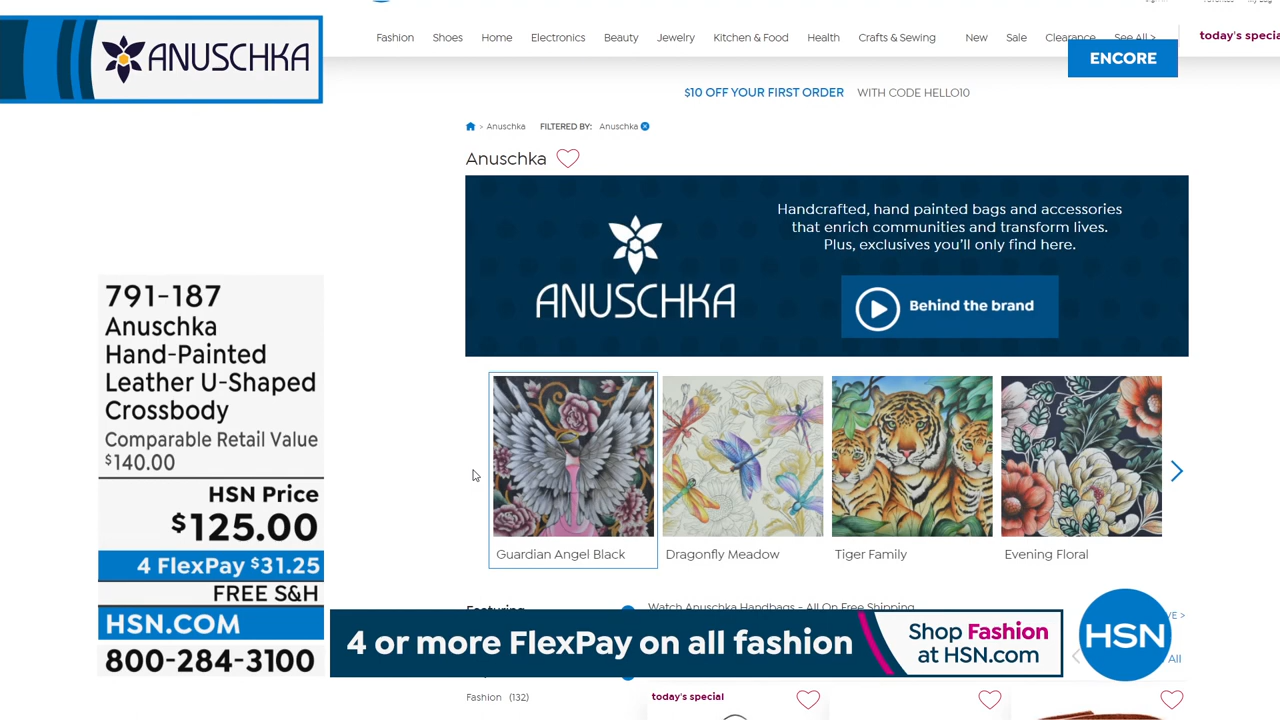 ANUSCHKA
Fashion Shoes Home Electronics Beauty Jewelry Kitchen & Food Health Crafts & Sewing New Sale Clearance See All >
today's specia
ENCORE
$10 OFF YOUR FIRST ORDER WITH CODE HELLO10
> Anuschka FILTERED BY: Anuschka
Anuschka
Handcrafted, hand painted bags and accessories
that enrich communities and transform lives.
Plus, exclusives you'll only find here.
ANUSCHKA
Behind the brand
791-187
Anuschka
Hand-Painted
Leather U-Shaped
Crossbody
Comparable Retail Value
$140.00
HSN Price
$125.00
4 FlexPay $31.25
FREE S&H
HSN.COM
800-284-3100
Guardian Angel Black
Dragonfly Meadow
Tiger Family
Evening Floral
Featuring
Watch Anuschka Handbags - All On Free Shipping
VE >
4 or more FlexPay on all fashion
Shop Fashion
at HSN.com
HSN
All
Fashion (132)
today's special